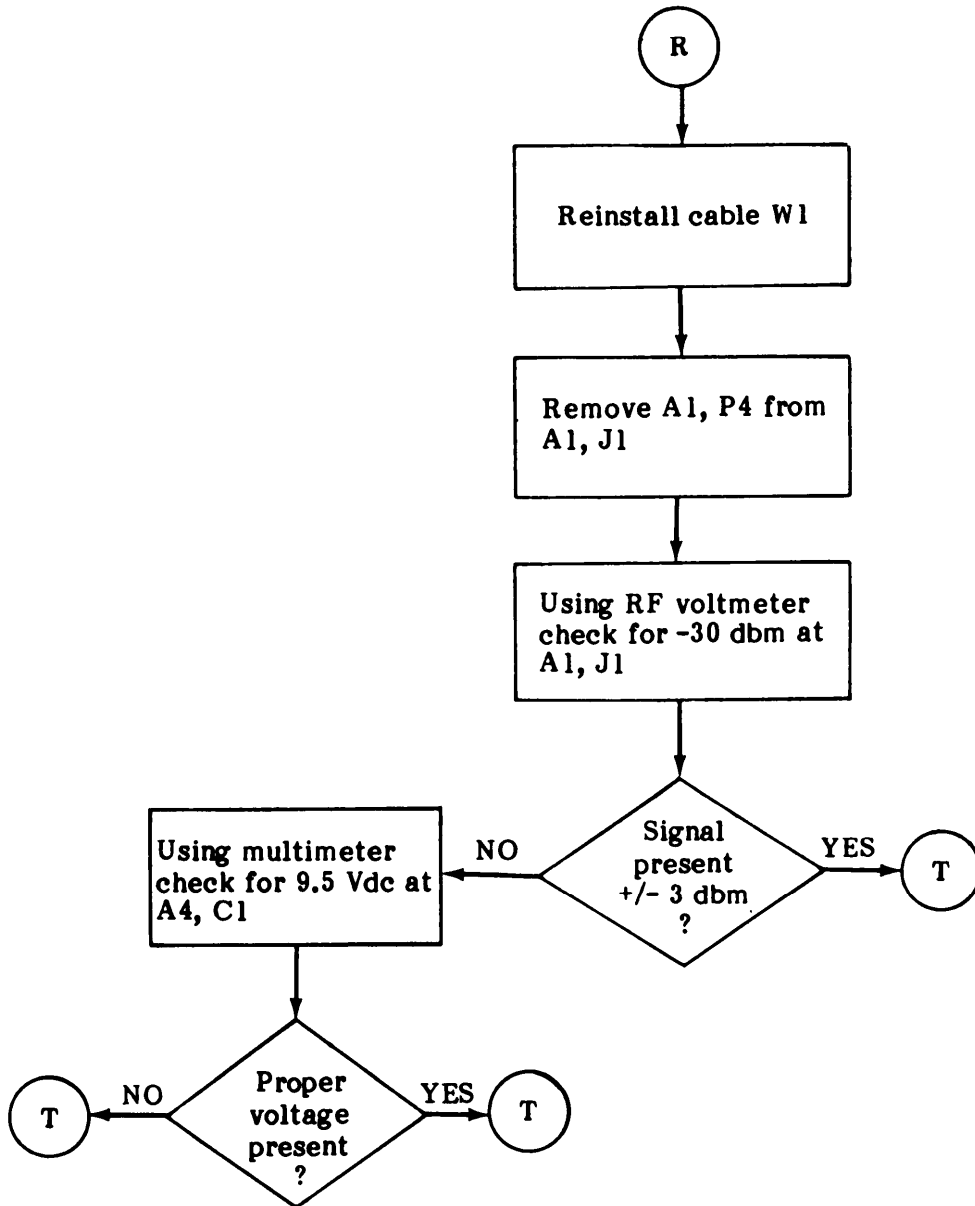 R
Reinstall cable W1
Remove A1, P4 from
A1, J1
Using RF voltmeter
check for -30 dbm at
A1, J1
Signal
present
+/- 3 dbm
?
YES
T
NO
Using multimeter
check for 9.5 Vdc at
A4, C1
Proper
voltage
present
?
NO
T
YES
T